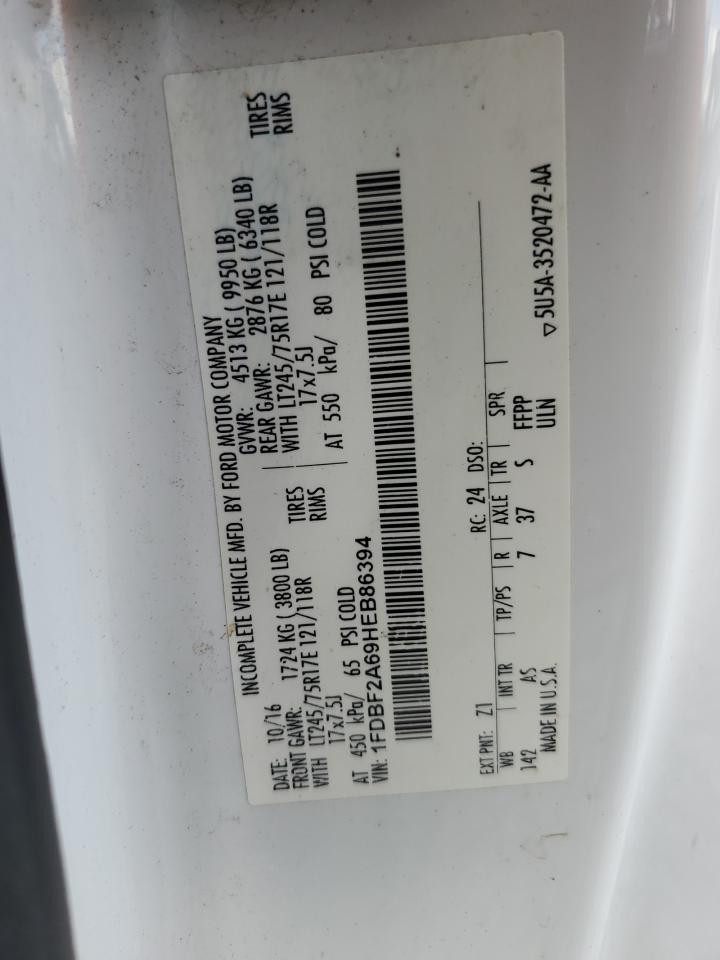 INCOMPLETE VEHICLE MFD. BY FORD MOTOR COMPANY
DATE: 10/16 GVWR: 4513 KG ( 9950 LB)
FRONT GAWR: 1724 KG ( 3800 LB) REAR GAWR: 2876 KG ( 6340 LB)
WITH LT245/75R17E 121/118R TIRES WITH LT245/75R17E 121/118R TIRES
17x7.5J RIMS 17x7.5J RIMS
AT 450 kPa/ 65 PSI COLD AT 550 kPa/ 80 PSI COLD
VIN: 1FDBF2A69HEB86394
EXT PNT: Z1 RC: 24 DSO:
WB INT TR TP/PS R AXLE TR SPR
142 AS 7 37 S FFPP
MADE IN U.S.A. ULN
▽5U5A-3520472-AA